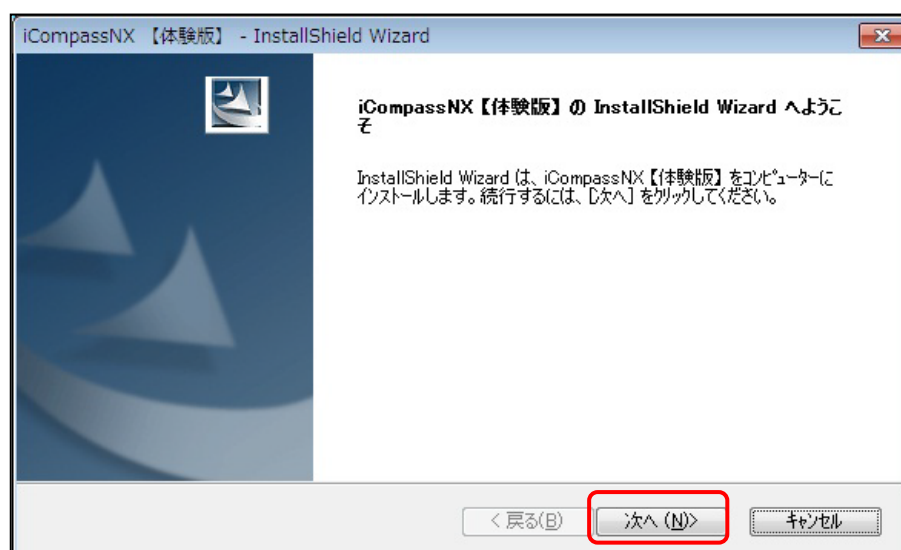 iCompassNX 【体験版】 - InstallShield Wizard
iCompassNX【体験版】の InstallShield Wizard へようこ
そ
InstallShield Wizard は、iCompassNX【体験版】をコンピューターに
インストールします。続行するには、[次へ] をクリックしてください。
< 戻る(B)
次へ (N)>
キャンセル